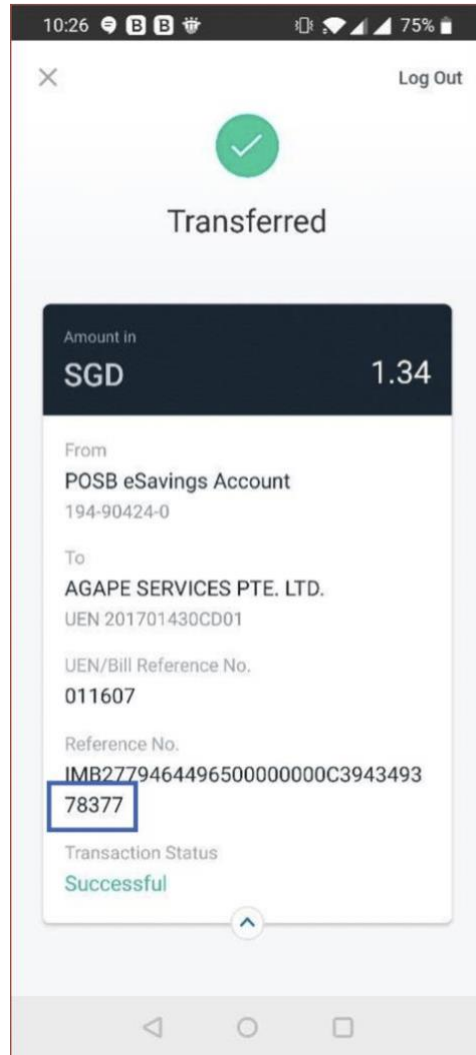 10:26 B B 75%
Log Out
Transferred
Amount in
SGD 1.34
From
POSB eSavings Account
194-90424-0
To
AGAPE SERVICES PTE. LTD.
UEN 201701430CD01
UEN/Bill Reference No.
011607
Reference No.
IMB2779464496500000000C3943493
78377
Transaction Status
Successful